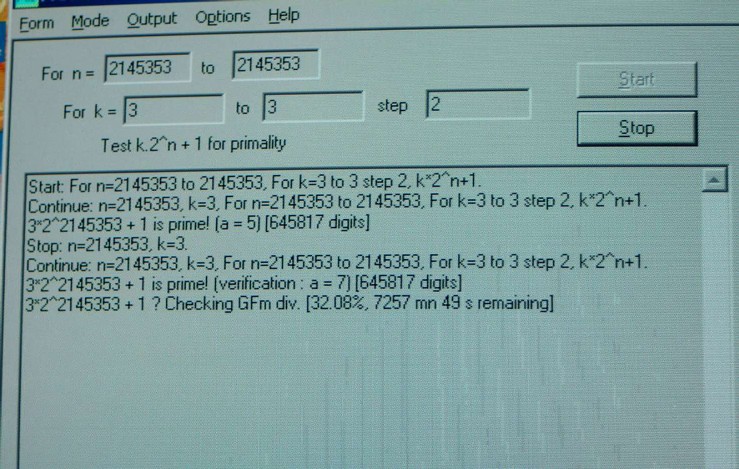 Form Mode Output Options Help
For n = 2145353 to 2145353
Start
For k = 3 to 3 step 2
Stop
Test k.2^n + 1 for primality
Start: For n=2145353 to 2145353, For k=3 to 3 step 2, k*2^n+1.
Continue: n=2145353, k=3, For n=2145353 to 2145353, For k=3 to 3 step 2, k*2^n+1.
3*2^2145353 + 1 is prime! (a = 5) [645817 digits]
Stop: n=2145353, k=3.
Continue: n=2145353, k=3, For n=2145353 to 2145353, For k=3 to 3 step 2, k*2^n+1.
3*2^2145353 + 1 is prime! (verification : a = 7) [645817 digits]
3*2^2145353 + 1 ? Checking GFm div. [32.08%, 7257 mn 49 s remaining]